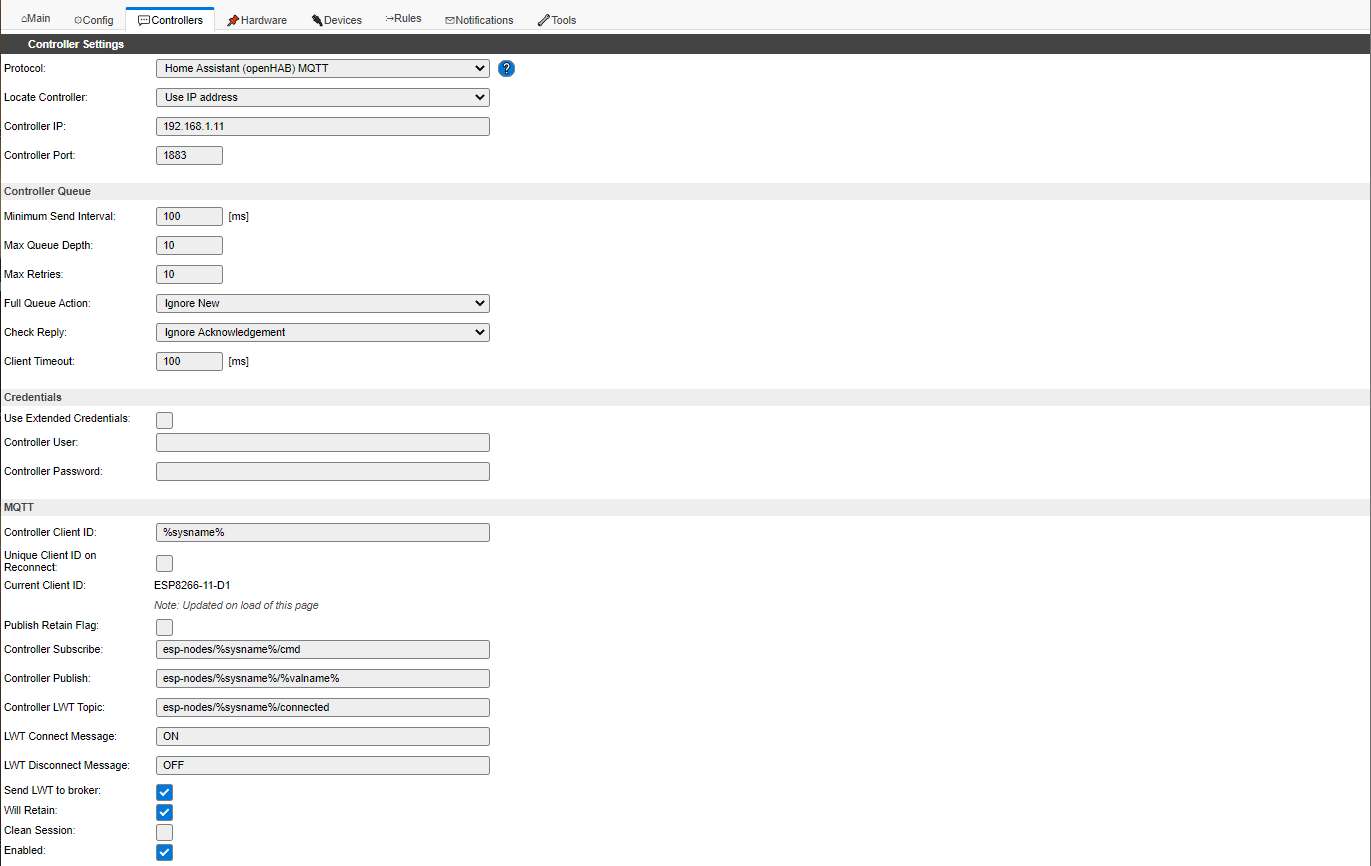 Main Config Controllers Hardware Devices Rules Notifications Tools
Controller Settings
Protocol: Home Assistant (openHAB) MQTT ?
Locate Controller: Use IP address
Controller IP: 192.168.1.11
Controller Port: 1883
Controller Queue
Minimum Send Interval: 100 [ms]
Max Queue Depth: 10
Max Retries: 10
Full Queue Action: Ignore New
Check Reply: Ignore Acknowledgement
Client Timeout: 100 [ms]
Credentials
Use Extended Credentials:
Controller User:
Controller Password:
MQTT
Controller Client ID: %sysname%
Unique Client ID on
Reconnect:
Current Client ID: ESP8266-11-D1
Note: Updated on load of this page
Publish Retain Flag:
Controller Subscribe: esp-nodes/%sysname%/cmd
Controller Publish: esp-nodes/%sysname%/%valname%
Controller LWT Topic: esp-nodes/%sysname%/connected
LWT Connect Message: ON
LWT Disconnect Message: OFF
Send LWT to broker:
Will Retain:
Clean Session:
Enabled: